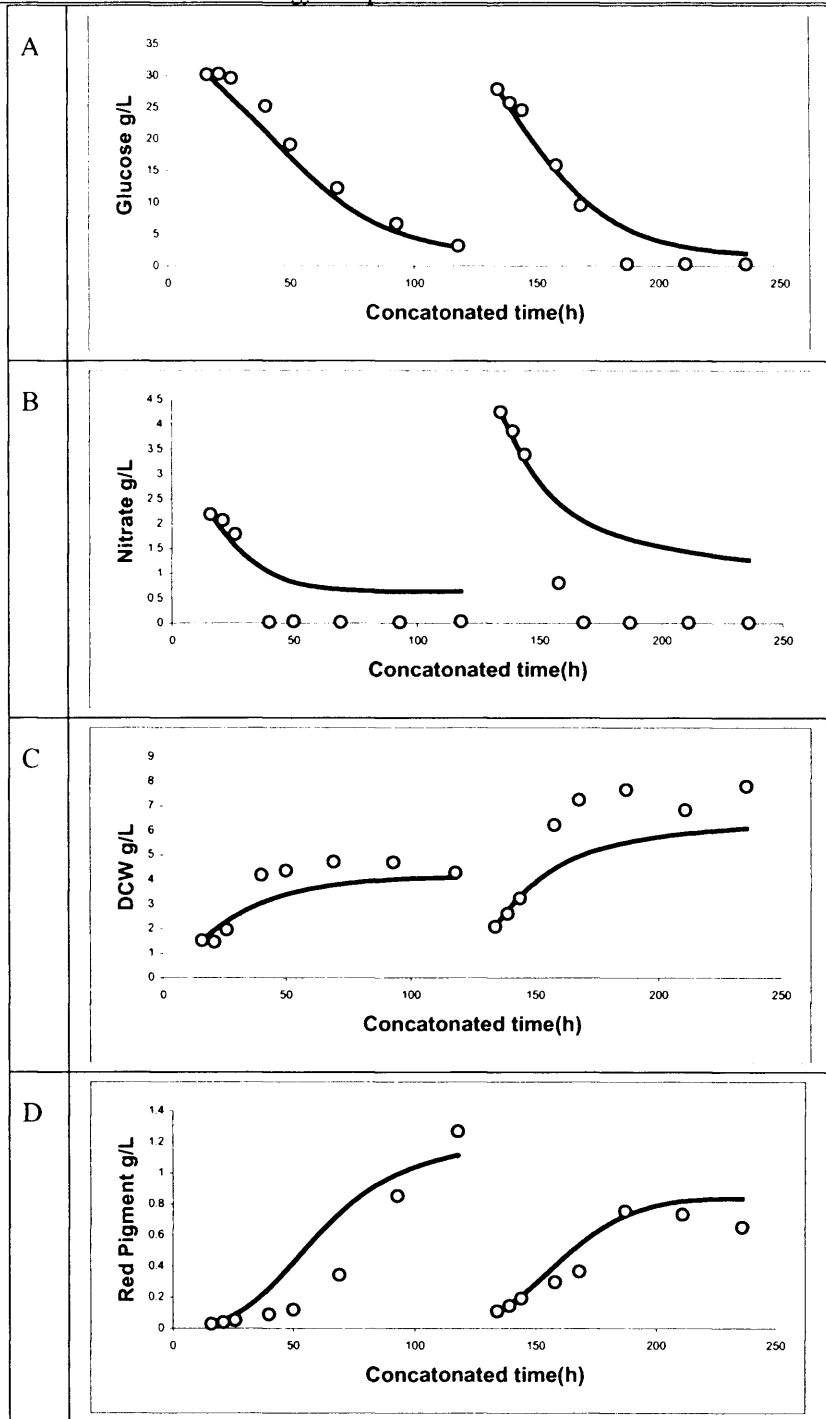 A
Glucose g/L
35
30
25
20
15
10
5
0
0 50 100 150 200 250
Concatonated time(h)
B
Nitrate g/L
4 5
4
3 5
3
2 5
2
1 5
1
0 5
0
0 50 100 150 200 250
Concatonated time(h)
C
DCW g/L
9
8
7
6
5
4
3
2
1
0
0 50 100 150 200 250
Concatonated time(h)
D
Red Pigment g/L
1.4
1.2
1
0.8
0.6
0.4
0.2
0
0 50 100 150 200 250
Concatonated time(h)